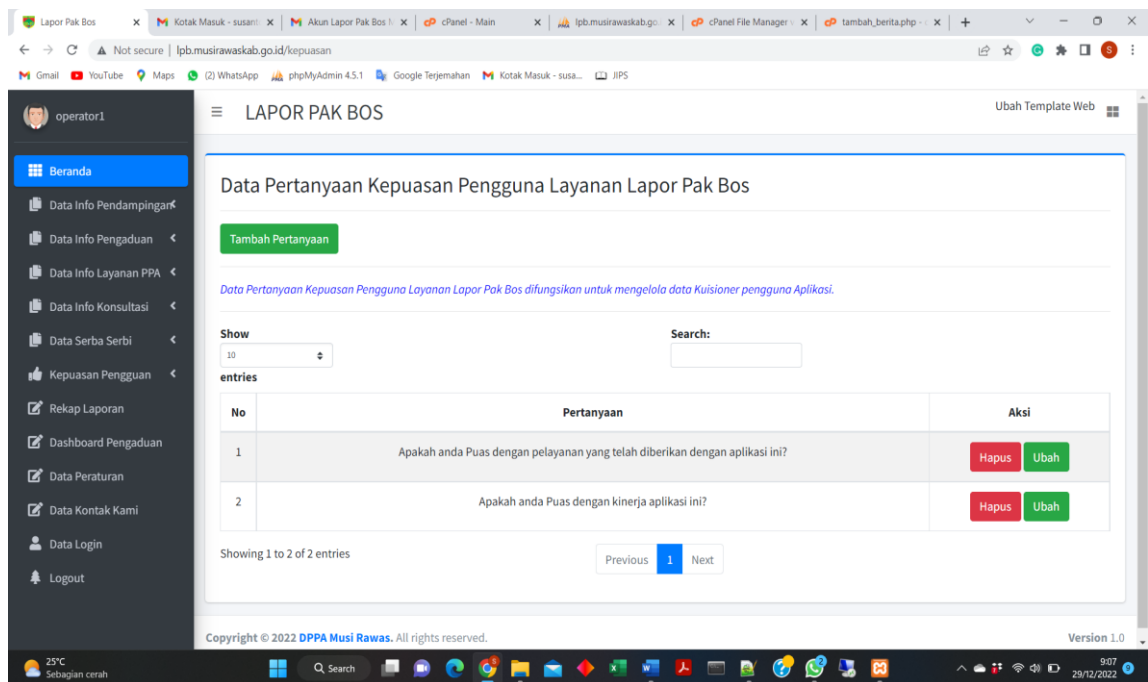 Lapor Pak Bos
Kotak Masuk - susant
Akun Lapor Pak Bos
cPanel - Main
lpb.musirawaskab.go.
cPanel File Manager v
tambah_berita.php -
Not secure | lpb.musirawaskab.go.id/kepuasan
S
Gmail YouTube Maps (2) WhatsApp phpMyAdmin 4.5.1 Google Terjemahan Kotak Masuk - susa... JIPS
operator1
LAPOR PAK BOS
Ubah Template Web
Beranda
Data Info Pendampingan
Data Info Pengaduan
Data Info Layanan PPA
Data Info Konsultasi
Data Serba Serbi
Kepuasan Pengguan
Rekap Laporan
Dashboard Pengaduan
Data Peraturan
Data Kontak Kami
Data Login
Logout
Data Pertanyaan Kepuasan Pengguna Layanan Lapor Pak Bos
Tambah Pertanyaan
Data Pertanyaan Kepuasan Pengguna Layanan Lapor Pak Bos difungsikan untuk mengelola data Kuisioner pengguna Aplikasi.
Show
10
entries
Search:
No Pertanyaan Aksi
1 Apakah anda Puas dengan pelayanan yang telah diberikan dengan aplikasi ini? Hapus Ubah
2 Apakah anda Puas dengan kinerja aplikasi ini? Hapus Ubah
Showing 1 to 2 of 2 entries
Previous 1 Next
Copyright © 2022 DPPA Musi Rawas. All rights reserved.
Version 1.0
25°C
Sebagian cerah
Search
9:07
29/12/2022